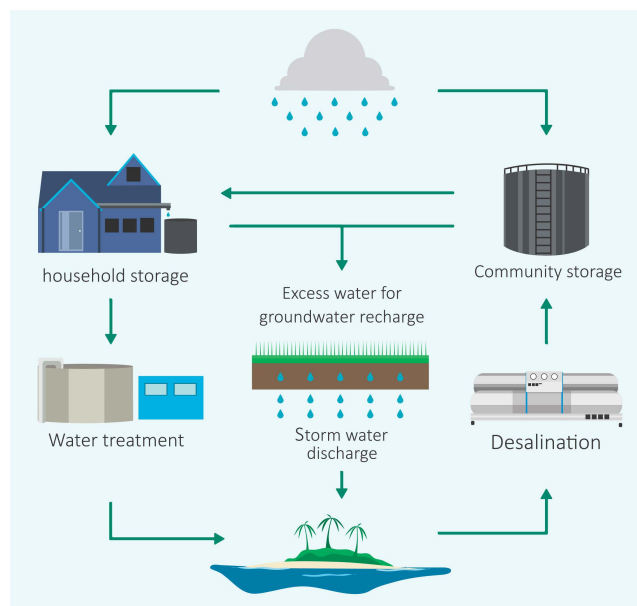 household storage
Community storage
Excess water for
groundwater recharge
Water treatment
Storm water
discharge
Desalination